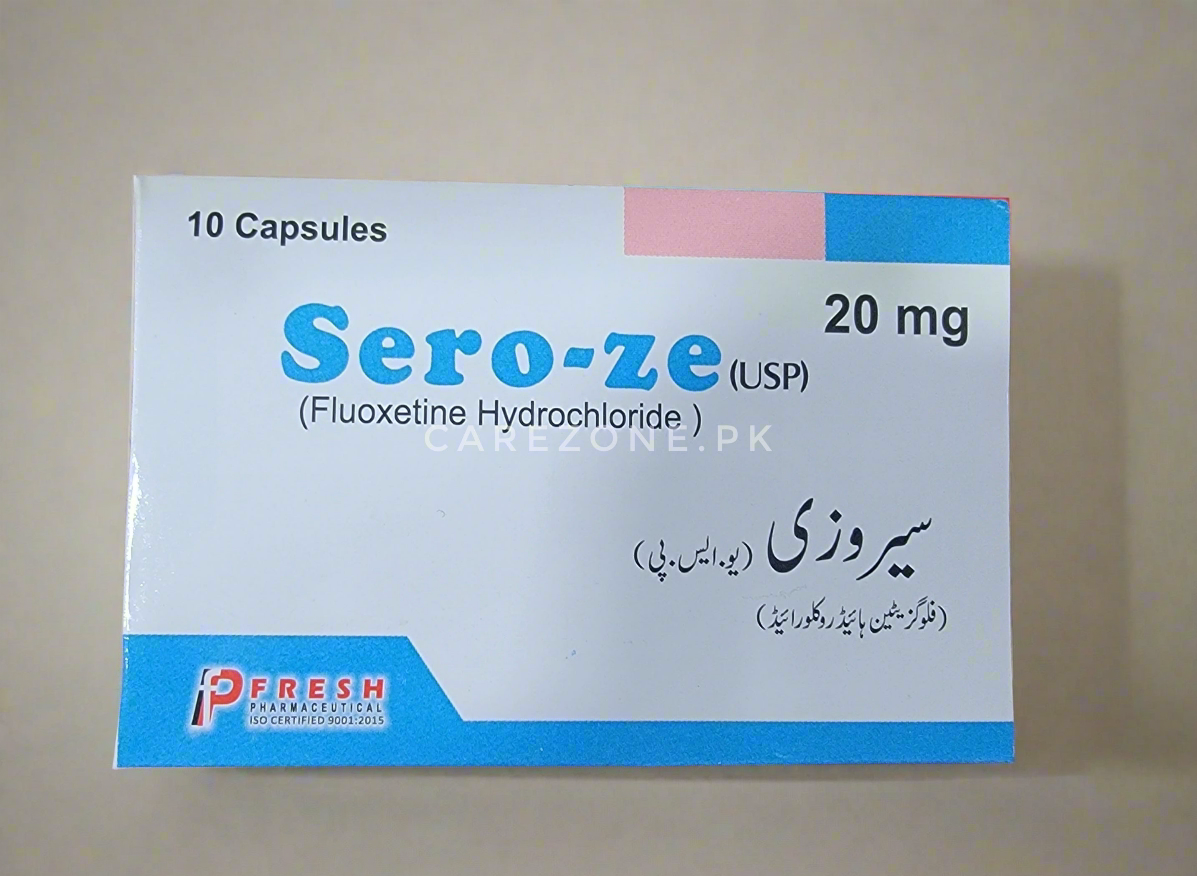 10 Capsules
20 mg
Sero-ze (USP)
(Fluoxetine Hydrochloride )
CAREZONE.PK
سیروزی (یو.ایس.پی)
(فلوگزیٹین ہائیڈروکلورائیڈ)
FRESH
PHARMACEUTICAL
ISO CERTIFIED 9001:2015